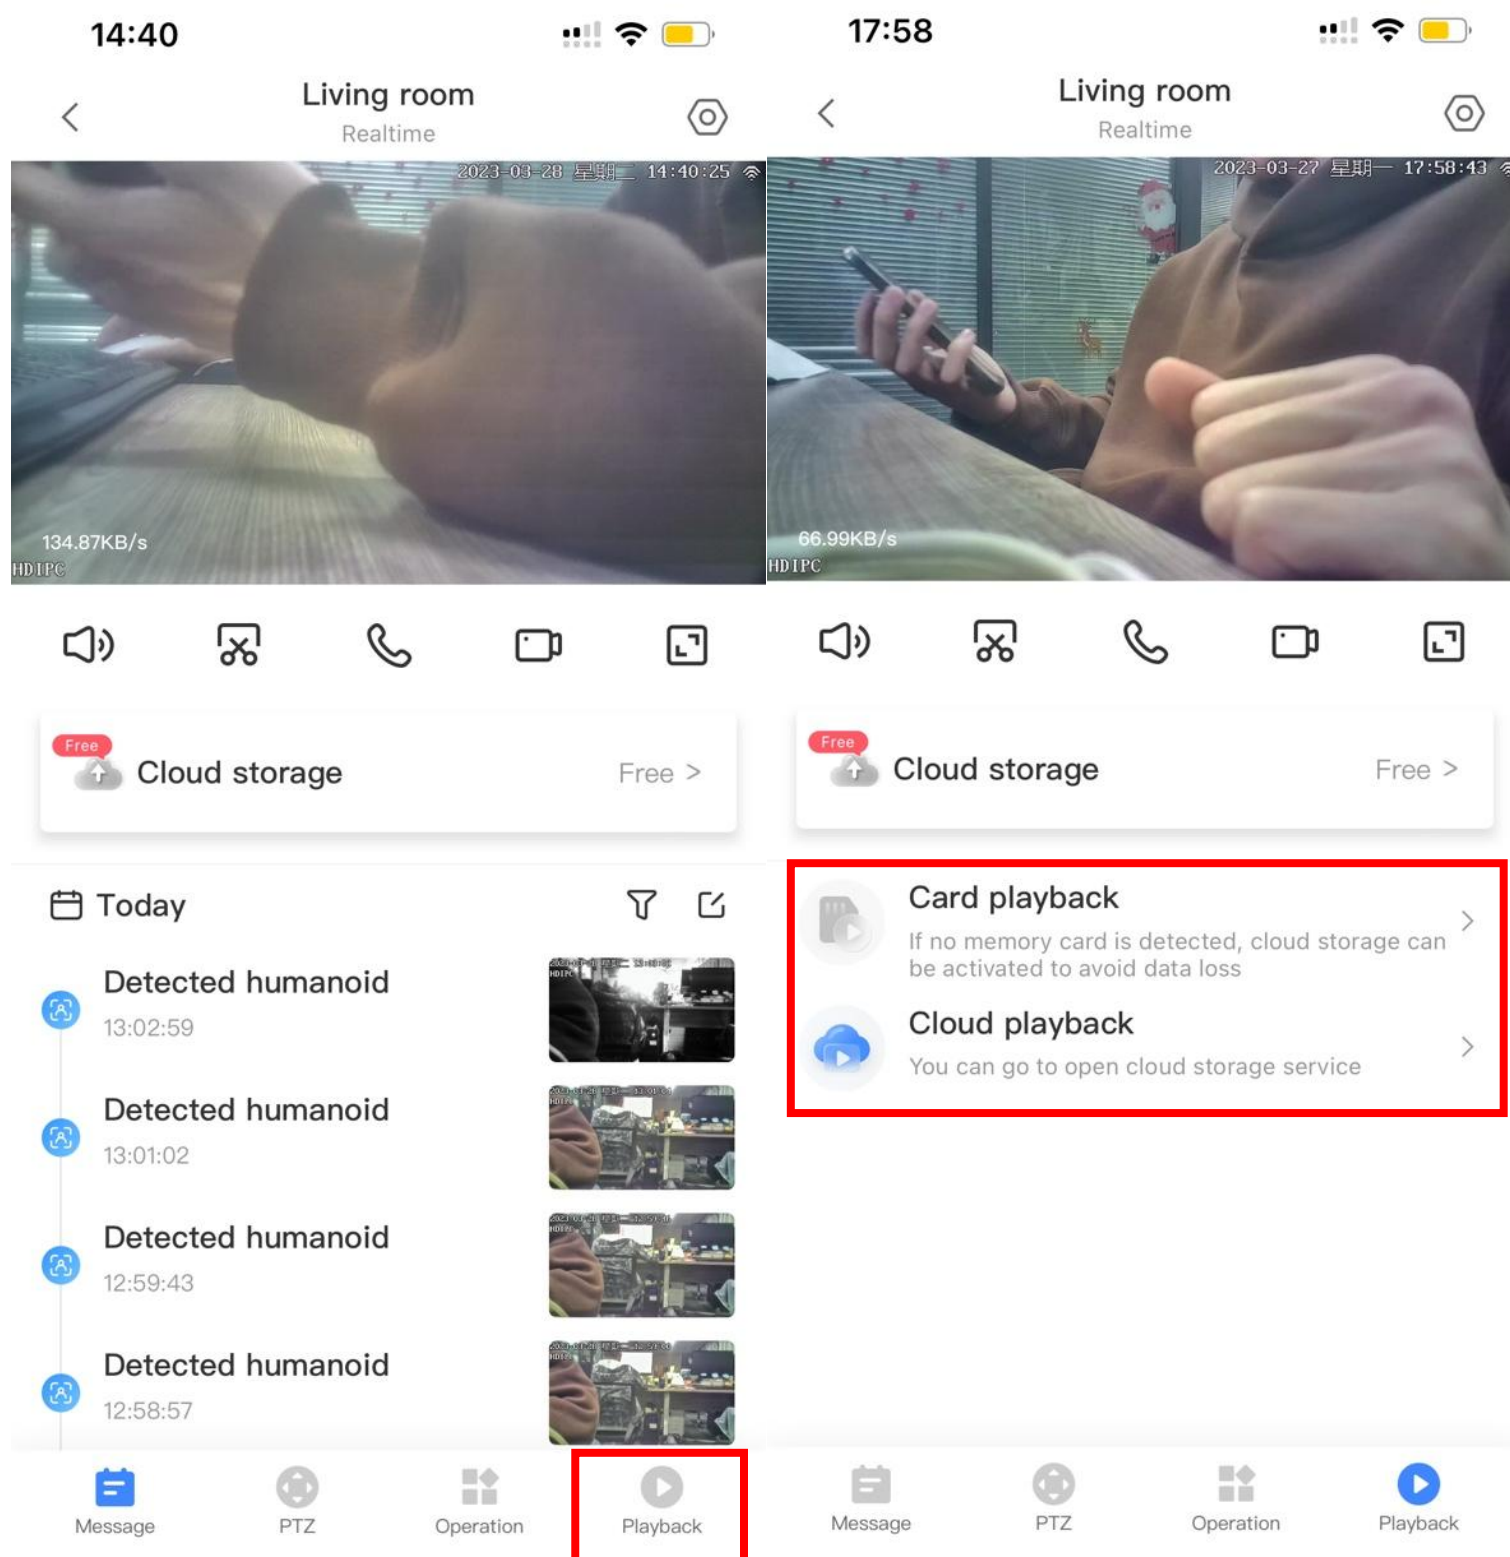 14:40
Living room
Realtime
2023-03-28 星期二 14:40:25
134.87KB/s
HDIPC
Free
Cloud storage
Free >
Today
Detected humanoid
13:02:59
Detected humanoid
13:01:02
Detected humanoid
12:59:43
Detected humanoid
12:58:57
Message
PTZ
Operation
Playback
17:58
Living room
Realtime
2023-03-27 星期一 17:58:43
66.99KB/s
HDIPC
Free
Cloud storage
Free >
Card playback
If no memory card is detected, cloud storage can
be activated to avoid data loss
Cloud playback
You can go to open cloud storage service
Message
PTZ
Operation
Playback